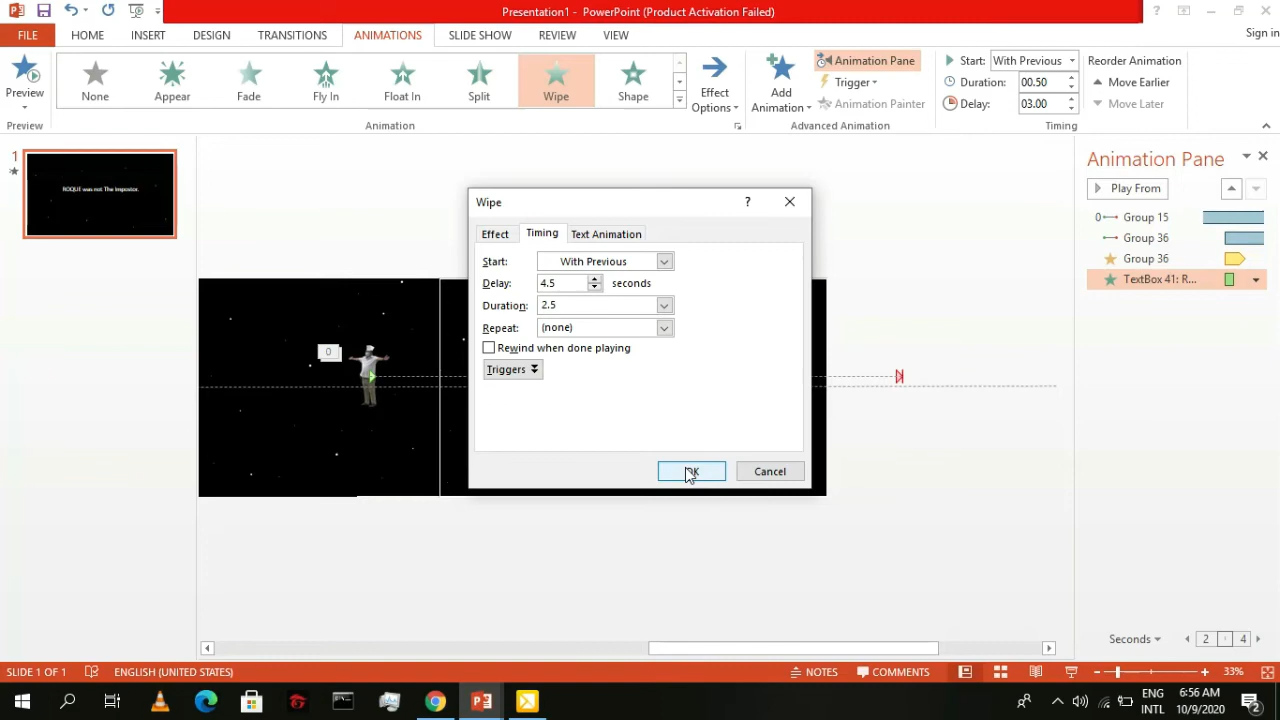 Presentation1 - PowerPoint (Product Activation Failed)
?
FILE
HOME
INSERT
DESIGN
TRANSITIONS
ANIMATIONS
SLIDE SHOW
REVIEW
VIEW
Sign in
Preview
None
Appear
Fade
Fly In
Float In
Split
Wipe
Shape
Effect
Options
Add
Animation
Animation Pane
Trigger
Animation Painter
Start: With Previous
Duration: 00.50
Delay: 03.00
Reorder Animation
Move Earlier
Move Later
Preview
Animation
Advanced Animation
Timing
1
ROQUE was not The Impostor.
0
Wipe
?
Effect
Timing
Text Animation
Start: With Previous
Delay: 4.5 seconds
Duration: 2.5
Repeat: (none)
Rewind when done playing
Triggers
OK
Cancel
Animation Pane
Play From
0 Group 15
Group 36
Group 36
TextBox 41: R...
Seconds
2
4
SLIDE 1 OF 1
ENGLISH (UNITED STATES)
NOTES
COMMENTS
33%
ENG
INTL
6:56 AM
10/9/2020
2